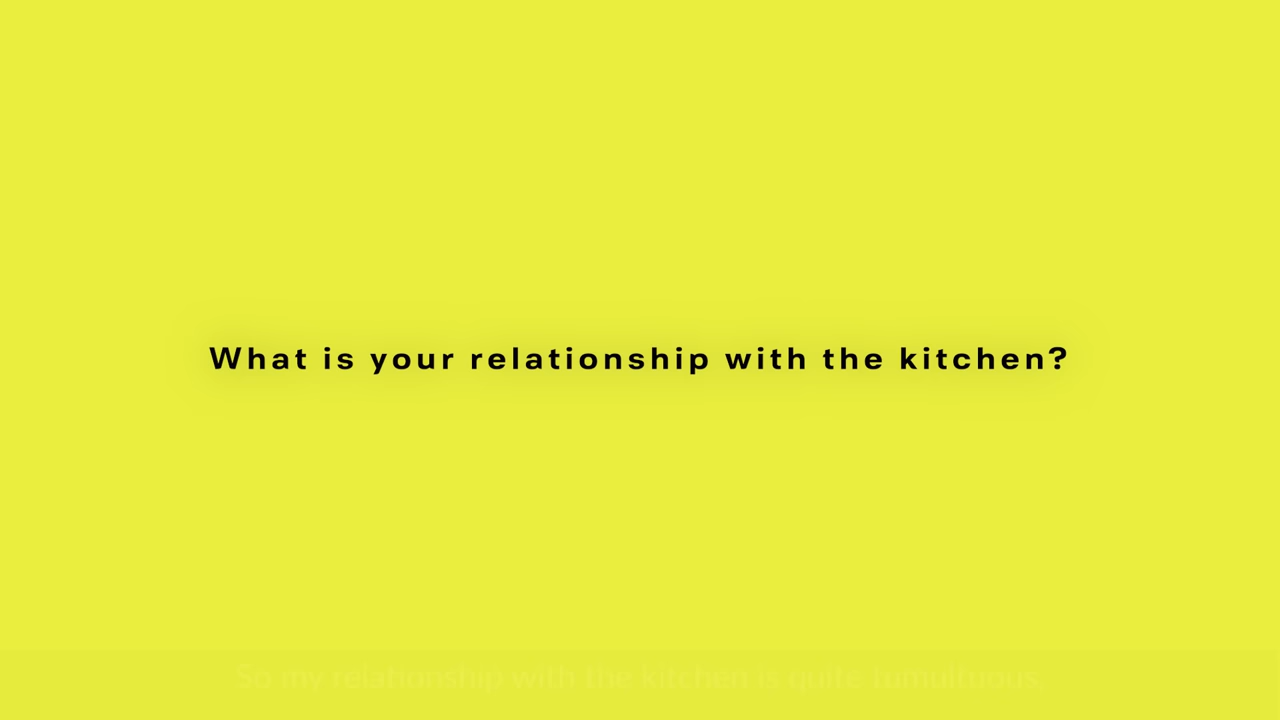 What is your relationship with the kitchen?
So my relationship with the kitchen is quite tumultuous.